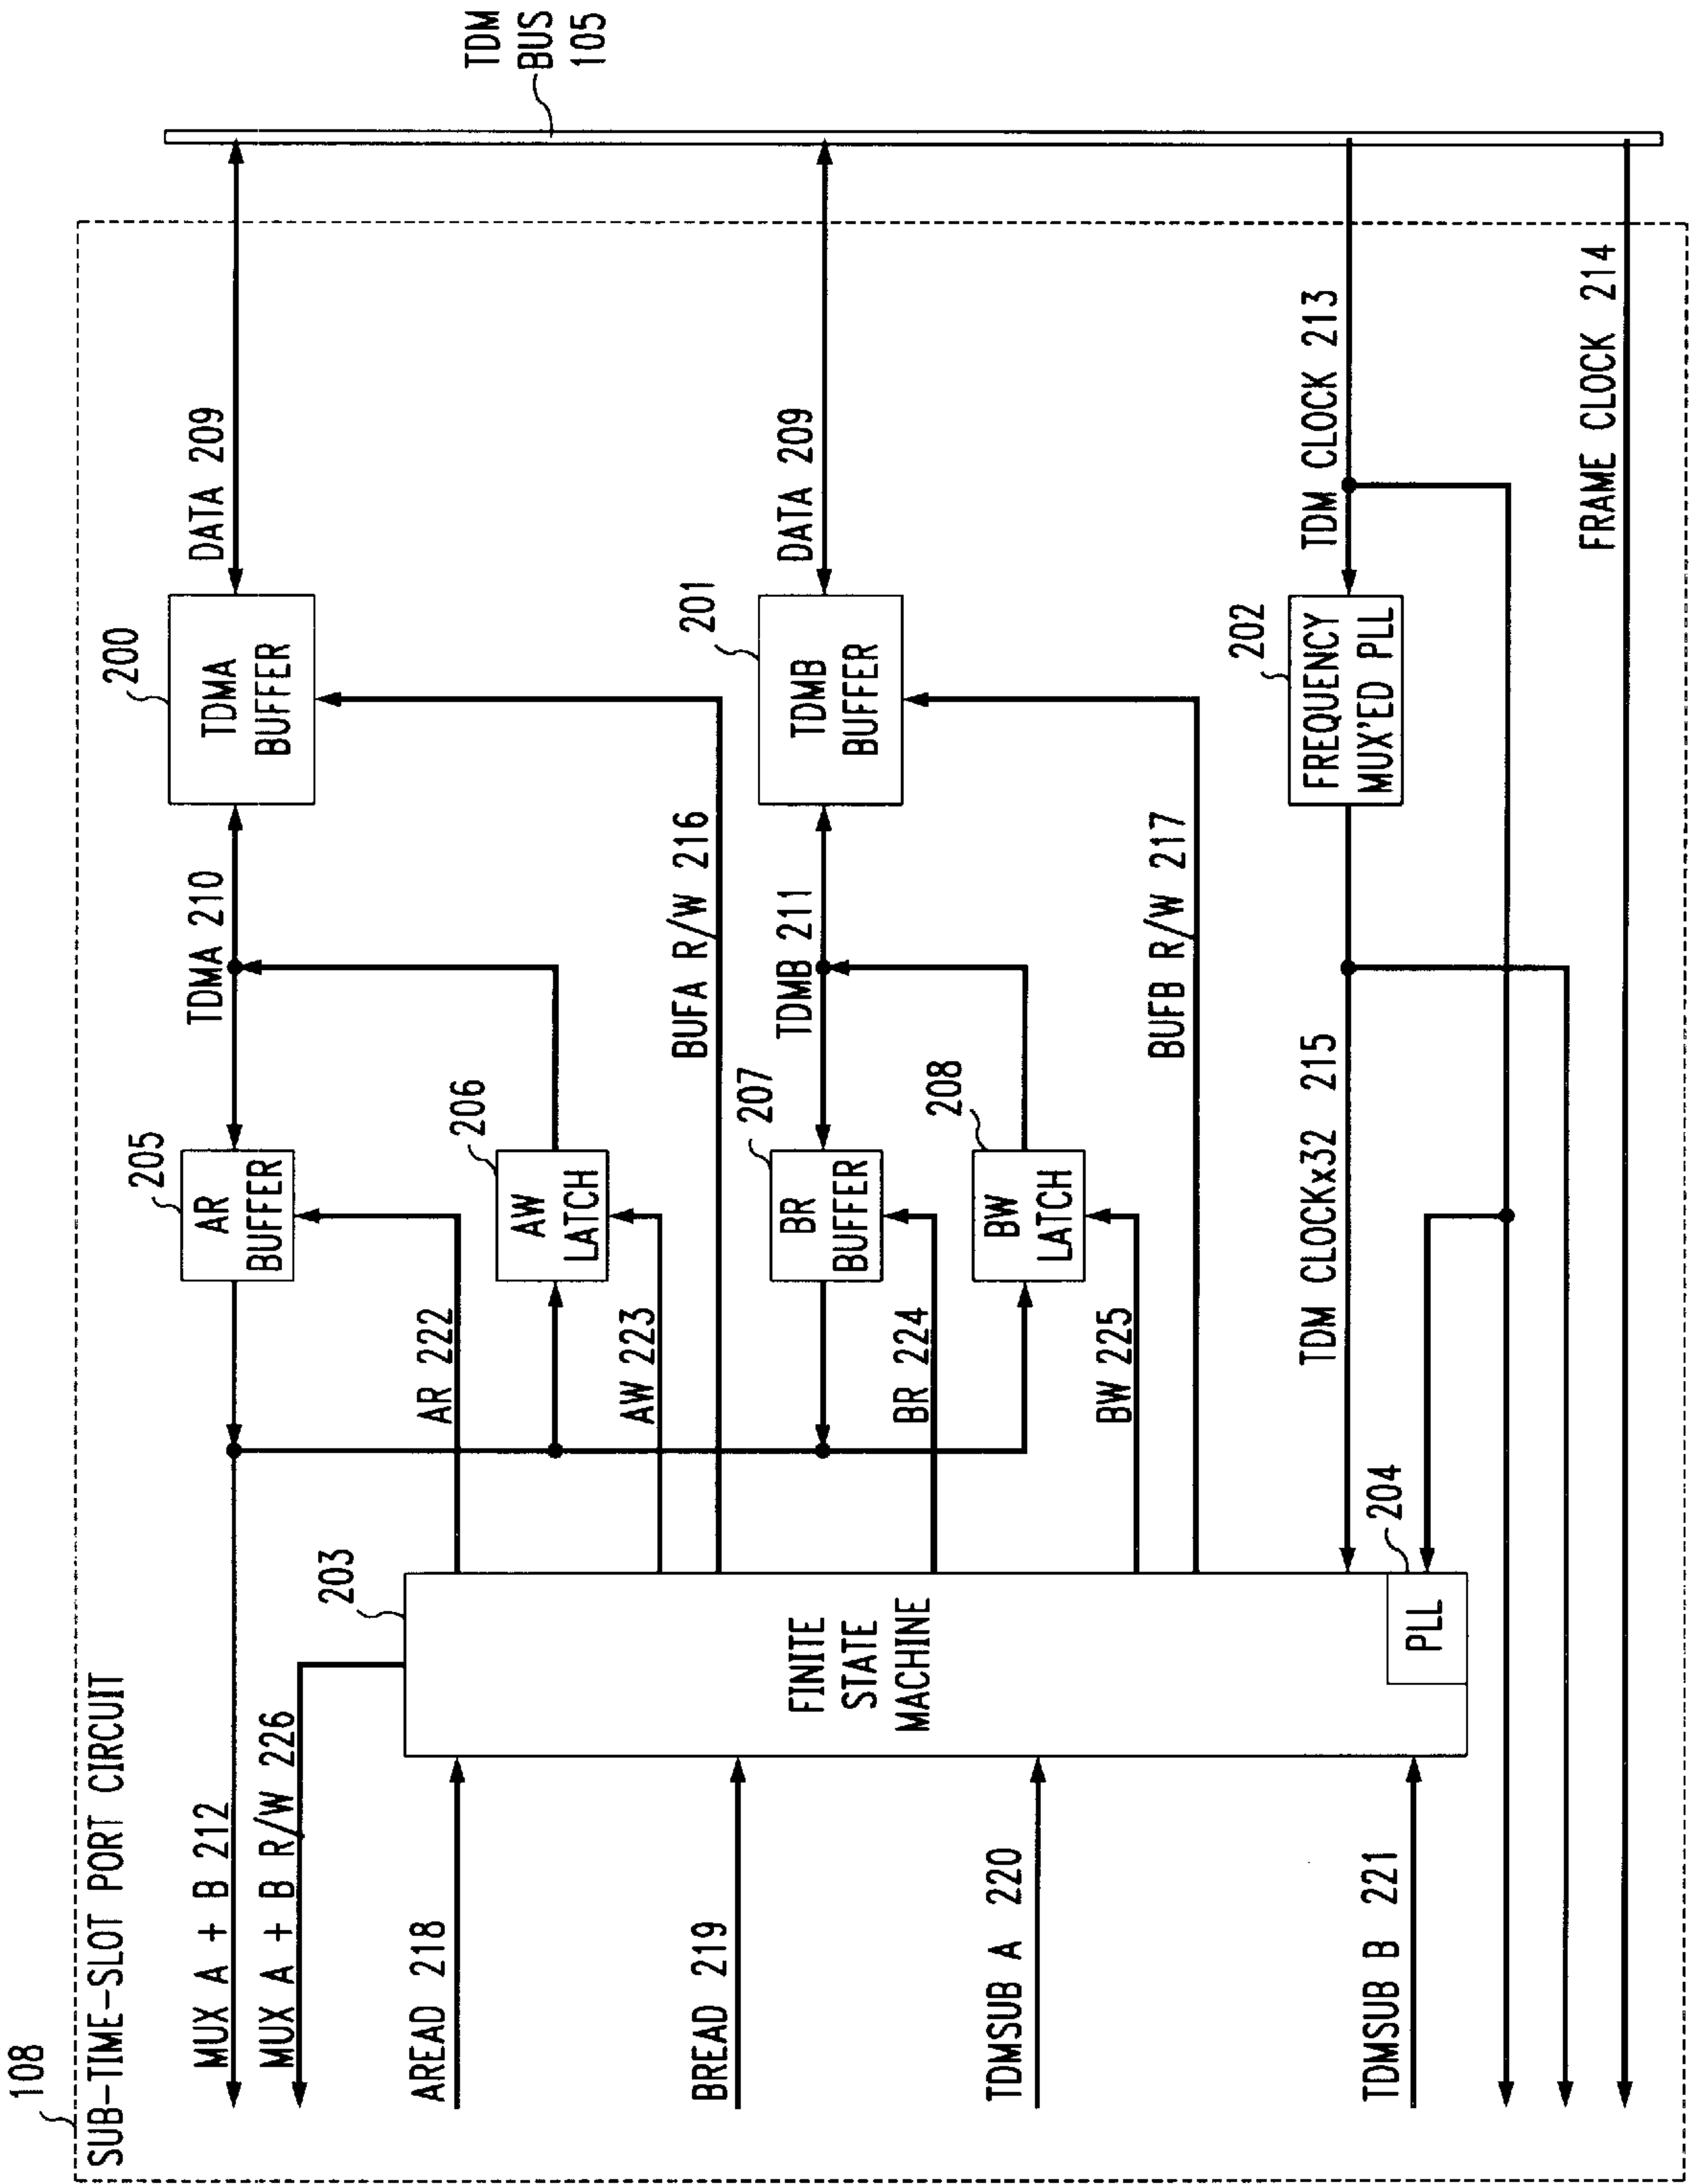 108
SUB-TIME-SLOT PORT CIRCUIT
TDM
BUS
105
MUX A + B 212
MUX A + B R/W 226
AREAD 218
BREAD 219
TDMSUB A 220
TDMSUB B 221
203
FINITE
STATE
MACHINE
204
PLL
205
AR
BUFFER
AR 222
206
AW
LATCH
AW 223
207
BR
BUFFER
BR 224
208
BW
LATCH
BW 225
TDMA 210
BUFA R/W 216
TDMB 211
BUFB R/W 217
TDM CLOCKx32 215
200
TDMA
BUFFER
DATA 209
201
TDMB
BUFFER
DATA 209
202
FREQUENCY
MUX'ED PLL
TDM CLOCK 213
FRAME CLOCK 214